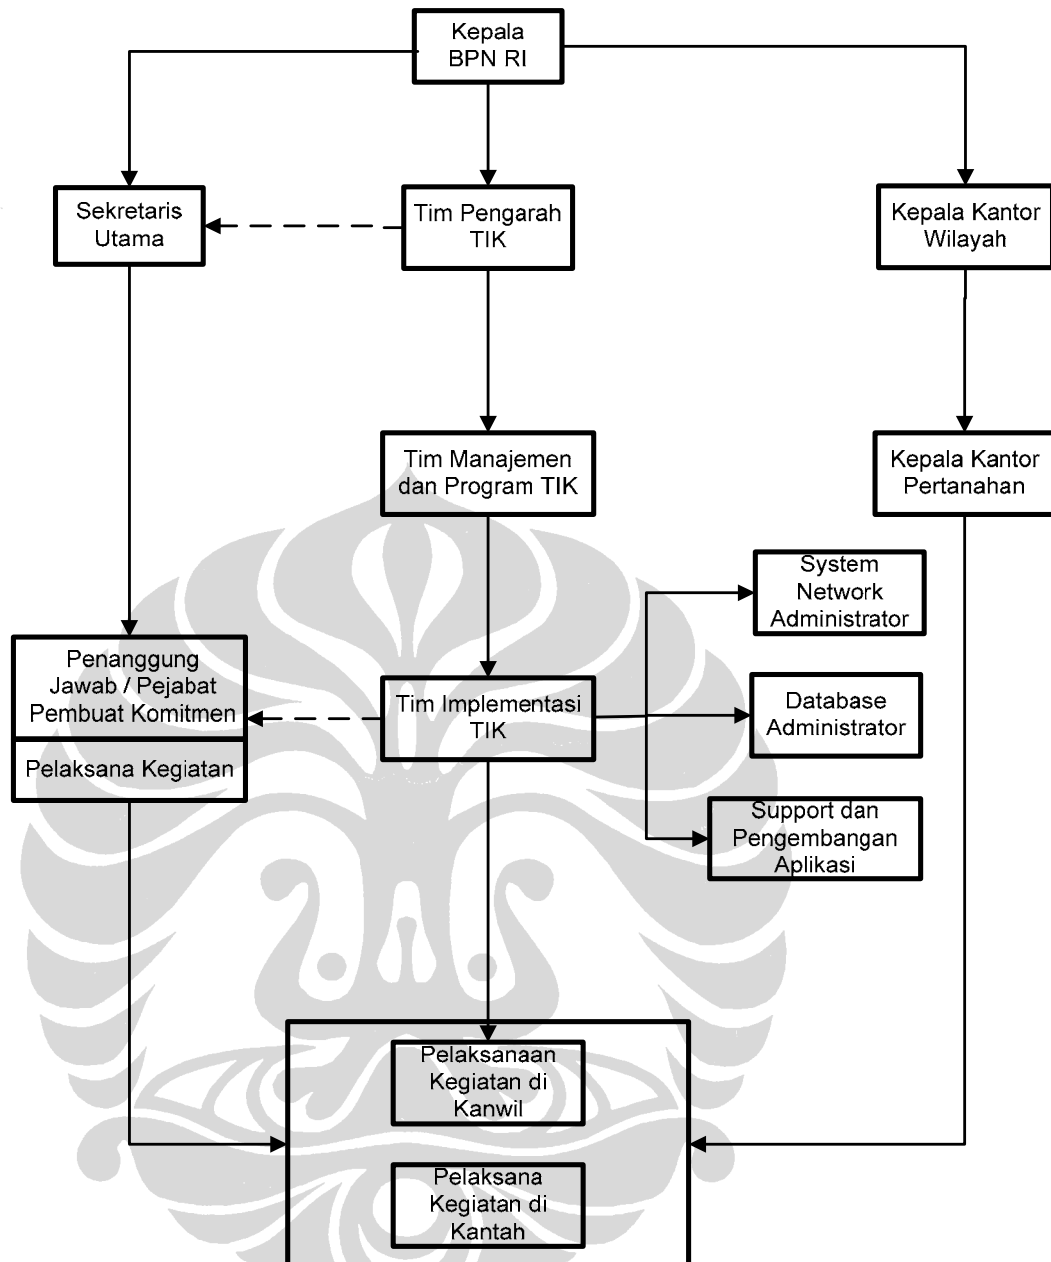 Kepala
BPN RI
Sekretaris
Utama
Tim Pengarah
TIK
Kepala Kantor
Wilayah
Tim Manajemen
dan Program TIK
Kepala Kantor
Pertanahan
System
Network
Administrator
Penanggung
Jawab / Pejabat
Pembuat Komitmen
Pelaksana Kegiatan
Tim Implementasi
TIK
Database
Administrator
Support dan
Pengembangan
Aplikasi
Pelaksanaan
Kegiatan di
Kanwil
Pelaksana
Kegiatan di
Kantah